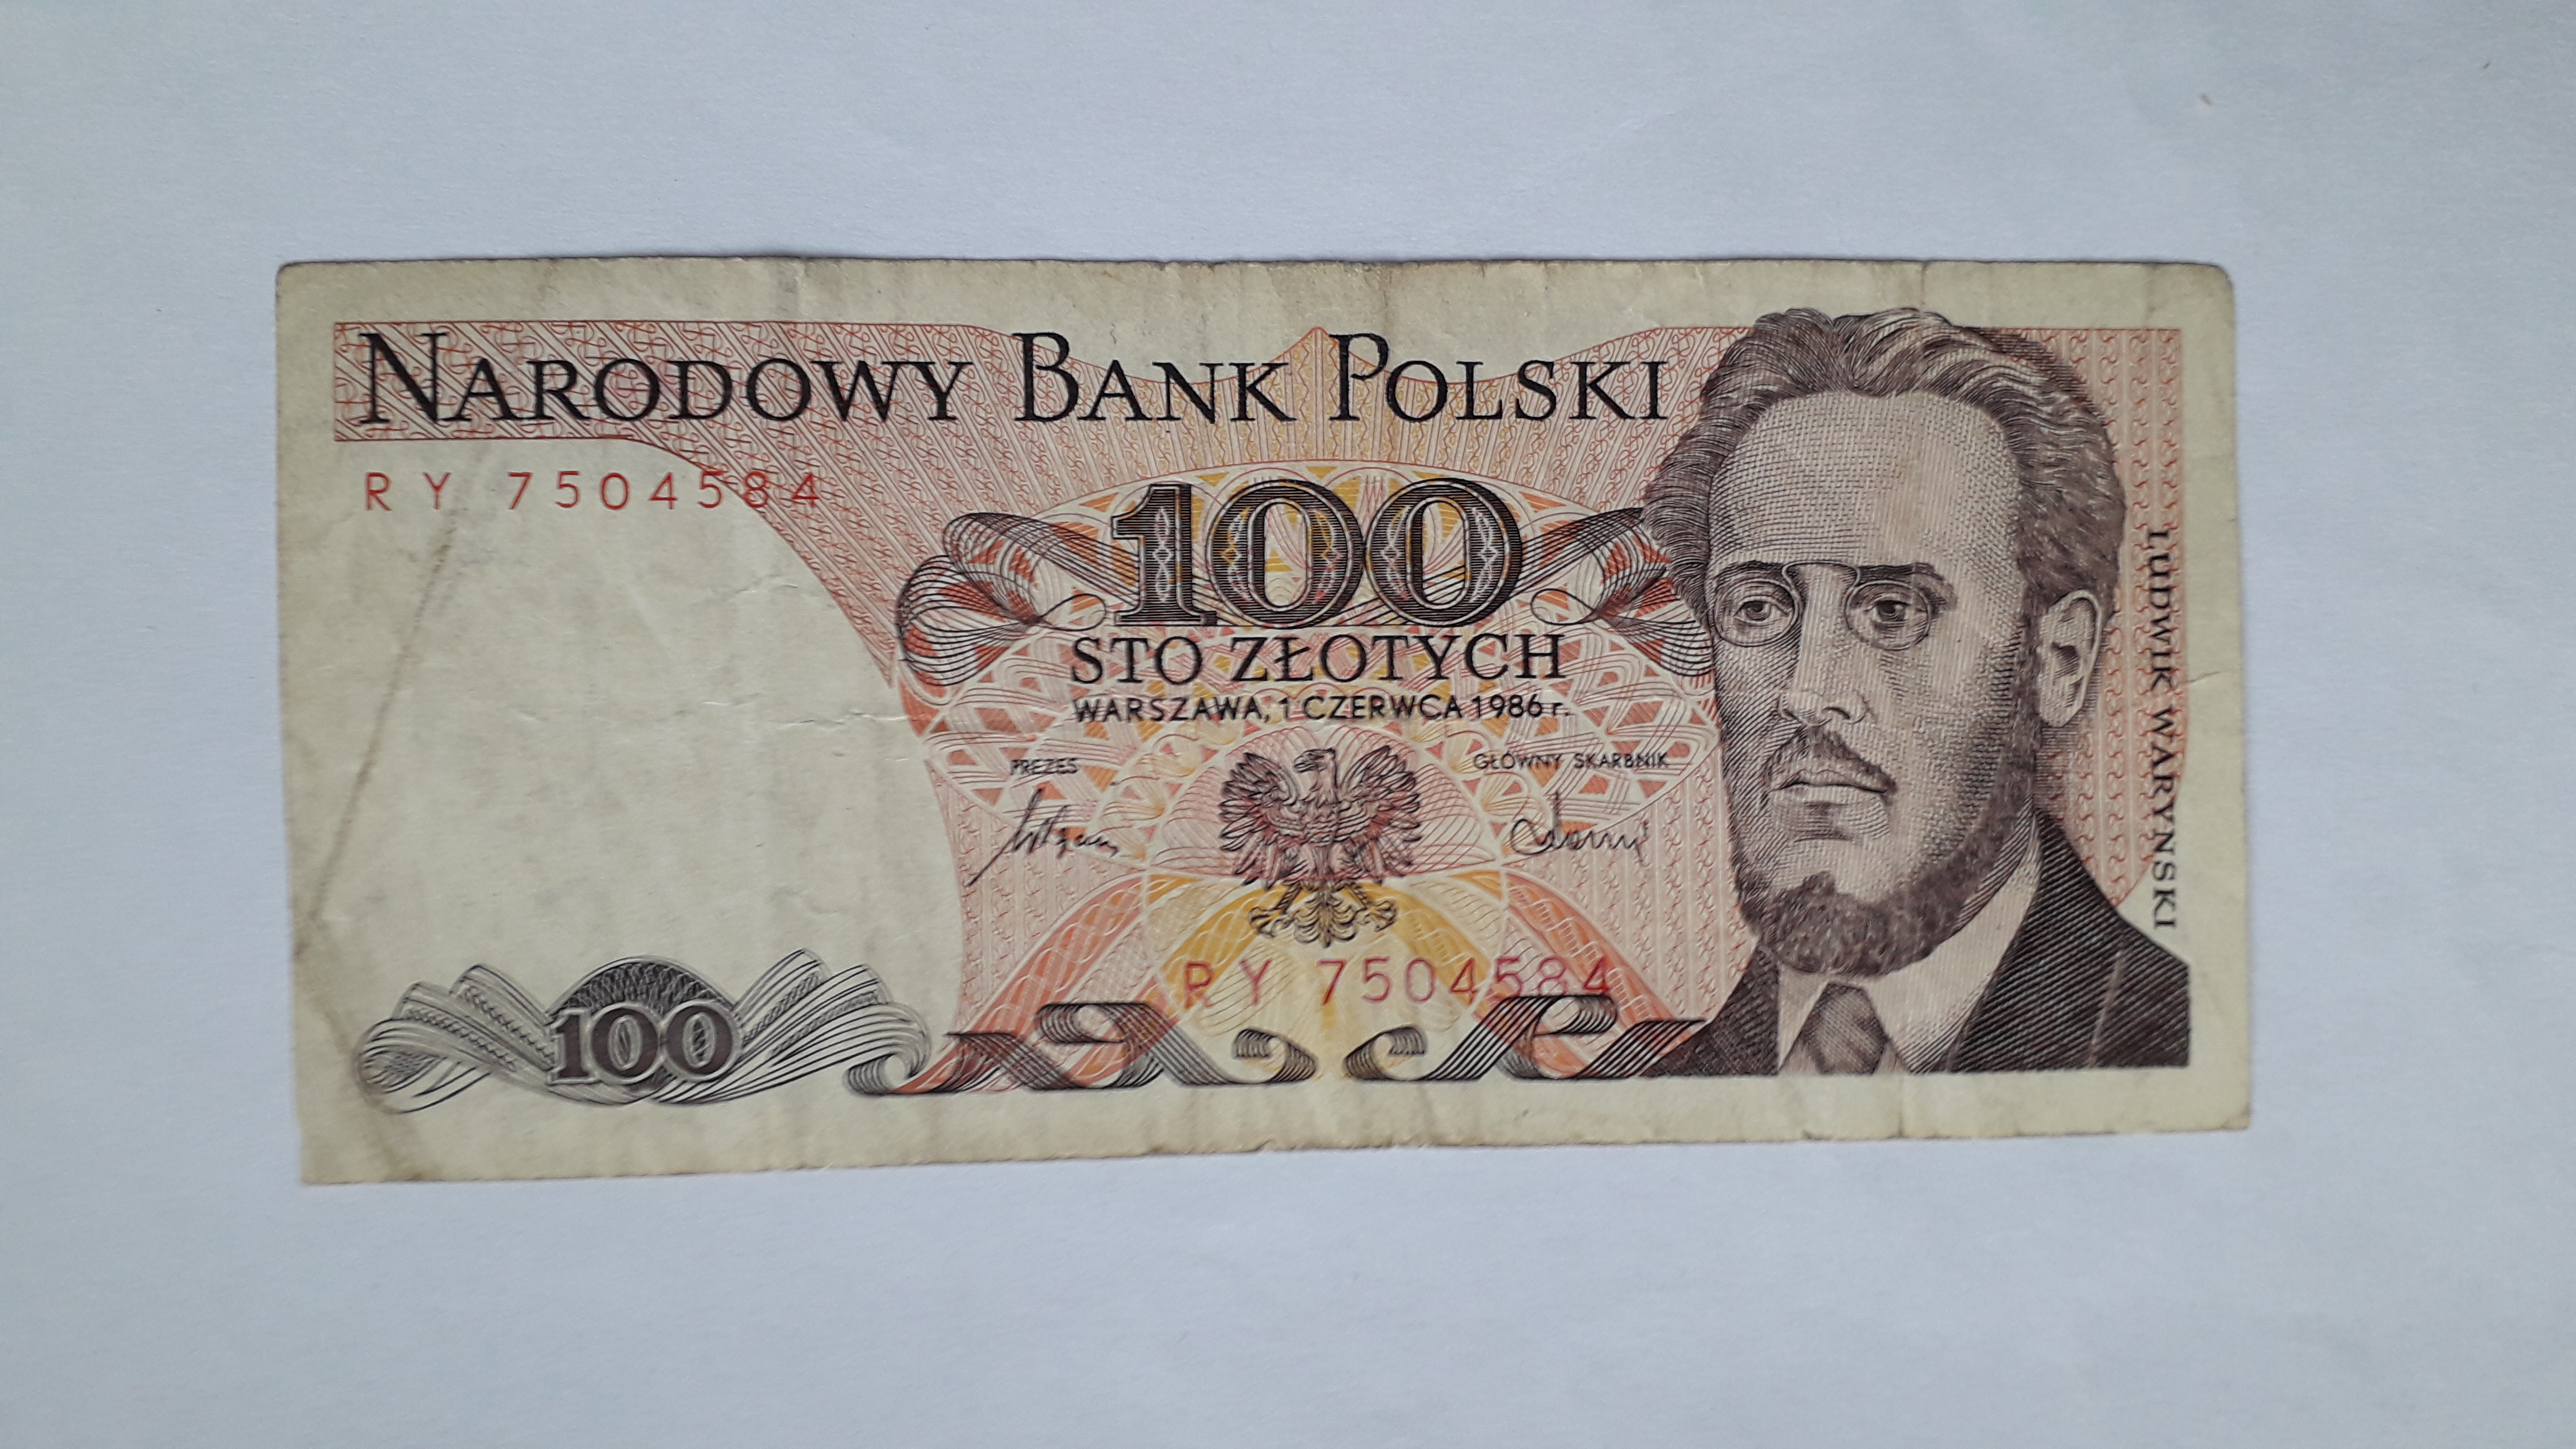 NARODOWY BANK POLSKI
RY 7504584
100
STO ZŁOTYCH
WARSZAWA, 1 CZERWCA 1986 r.
PREZES
GŁÓWNY SKARBNIK
RY 7504584
100
LUDWIK WARYŃSKI